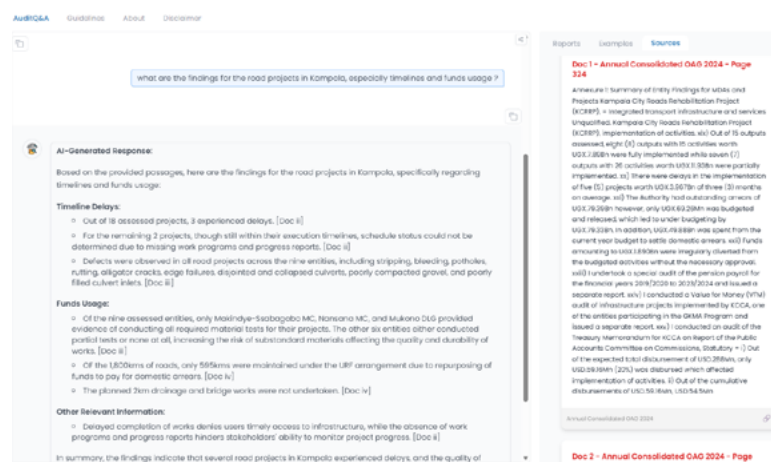 AuditQ&A Guidelines About Disclaimer
what are the findings for the road projects in Kampala, especially timelines and funds usage ?
AI-Generated Response:
Based on the provided passages, here are the findings for the road projects in Kampala, specifically regarding
timelines and funds usage:
Timeline Delays:
Out of 18 assessed projects, 3 experienced delays. [Doc ii]
For the remaining 2 projects, though still within their execution timelines, schedule status could not be
determined due to missing work programs and progress reports. [Doc ii]
Defects were observed in all road projects across the nine entities, including stripping, bleeding, potholes,
rutting, alligator cracks, edge failures, disjointed and collapsed culverts, poorly compacted gravel, and poorly
filled culvert inlets. [Doc iii]
Funds Usage:
Of the nine assessed entities, only Makindye-Ssabagabo MC, Nansana MC, and Mukono DLG provided
evidence of conducting all required material tests for their projects. The other six entities either conducted
partial tests or none at all, increasing the risk of substandard materials affecting the quality and durability of
works. [Doc iii]
Of the 1,800kms of roads, only 595kms were maintained under the URF arrangement due to repurposing of
funds to pay for domestic arrears. [Doc iv]
The planned 2km drainage and bridge works were not undertaken. [Doc iv]
Other Relevant Information:
Delayed completion of works denies users timely access to infrastructure, while the absence of work
programs and progress reports hinders stakeholders' ability to monitor project progress. [Doc ii]
In summary, the findings indicate that several road projects in Kampala experienced delays, and the quality of
Reports Examples Sources
Doc 1 - Annual Consolidated OAG 2024 - Page
324
Annexure I: Summary of Entity Findings for MDAs and
Projects Kampala City Roads Rehabilitation Project
(KCRRP). = Integrated transport infrastructure and services
Unqualified. Kampala City Roads Rehabilitation Project
(KCRRP). Implementation of activities. xix) Out of 15 outputs
assessed, eight (8) outputs with 15 activities worth
were fully implemented while seven (7)
outputs with 26 activities worth were partially
implemented. xx) There were delays in the implementation
of five (5) projects worth of three (3) months
on average. xxi) The Authority had outstanding arrears of
however, only was budgeted
and released, which led to under budgeting by
In addition, was spent from the
current year budget to settle domestic arrears. xxii) Funds
amounting to were irregularly diverted from
the budgeted activities without the necessary approval.
xxiii) I undertook a special audit of the pension payroll for
the financial years 2019/2020 to 2023/2024 and issued a
separate report. xxiv) I conducted a Value for Money (VFM)
audit of infrastructure projects implemented by KCCA, one
of the entities participating in the GKMA Program and
issued a separate report. xxv) I conducted an audit of the
Treasury Memorandum for KCCA on Report of the Public
Accounts Committee on Commissions, Statutory = i) Out
of the expected total disbursement of only
(20%) was disbursed which affected
implementation of activities. ii) Out of the cumulative
disbursements of
Annual Consolidated OAG 2024
Doc 2 - Annual Consolidated OAG 2024 - Page